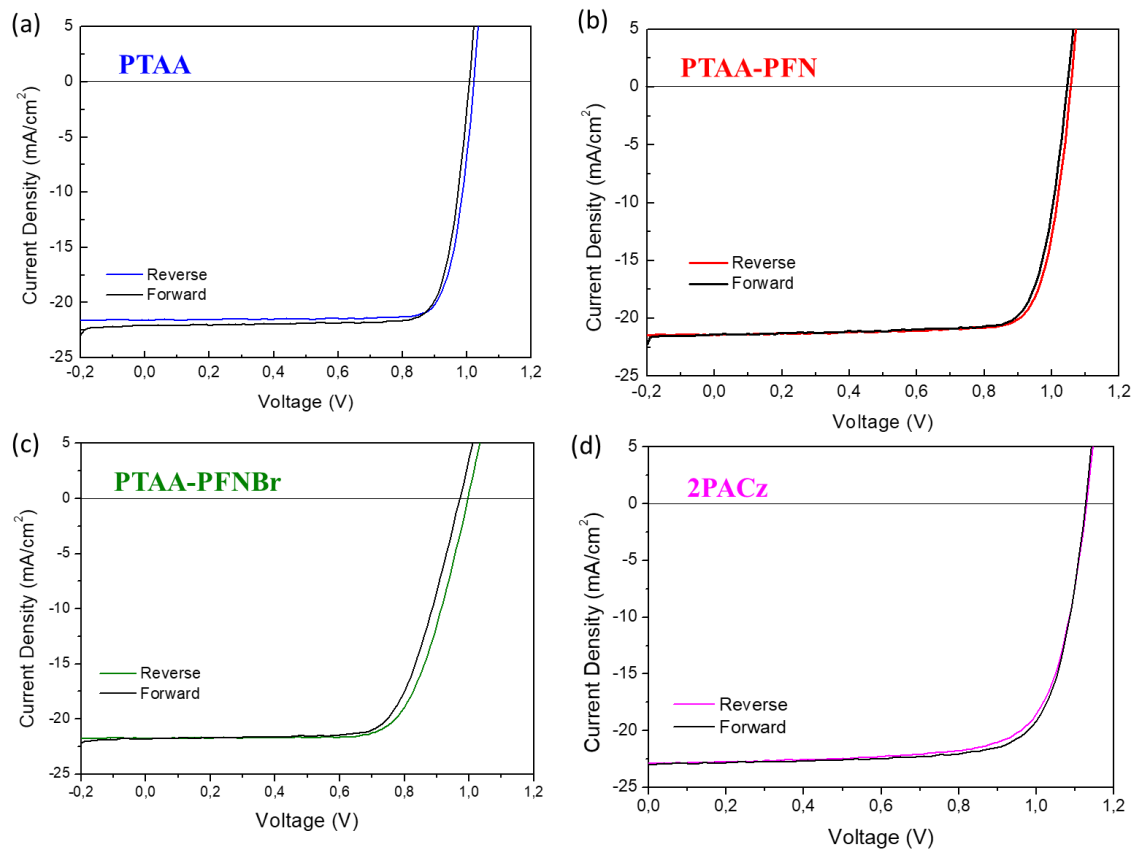 (a)
PTAA
Current Density (mA/cm²)
5
0
-5
-10
-15
-20
-25
Reverse
Forward
-0,2 0,0 0,2 0,4 0,6 0,8 1,0 1,2
Voltage (V)
(b)
PTAA-PFN
Current Density (mA/cm²)
5
0
-5
-10
-15
-20
-25
Reverse
Forward
-0,2 0,0 0,2 0,4 0,6 0,8 1,0 1,2
Voltage (V)
(c)
PTAA-PFNBr
Current Density (mA/cm²)
5
0
-5
-10
-15
-20
-25
Reverse
Forward
-0,2 0,0 0,2 0,4 0,6 0,8 1,0 1,2
Voltage (V)
(d)
2PACz
Current Density (mA/cm²)
5
0
-5
-10
-15
-20
-25
Reverse
Forward
0,0 0,2 0,4 0,6 0,8 1,0 1,2
Voltage (V)